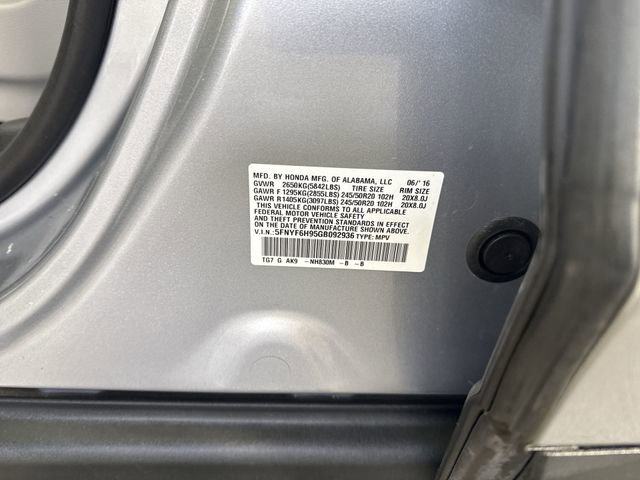 MFD. BY HONDA MFG. OF ALABAMA, LLC 06/'16
GVWR 2650KG(5842LBS) TIRE SIZE RIM SIZE
GAWR F 1295KG(2855LBS) 245/50R20 102H 20X8.0J
GAWR R 1405KG(3097LBS) 245/50R20 102H 20X8.0J
THIS VEHICLE CONFORMS TO ALL APPLICABLE
FEDERAL MOTOR VEHICLE SAFETY
AND THEFT PREVENTION STANDARDS IN EFFECT
ON THE DATE OF MANUFACTURE SHOWN ABOVE.
V.I.N.:5FNYF6H95GB092936 TYPE: MPV
TG7 G AK9 -NH830M -B -B